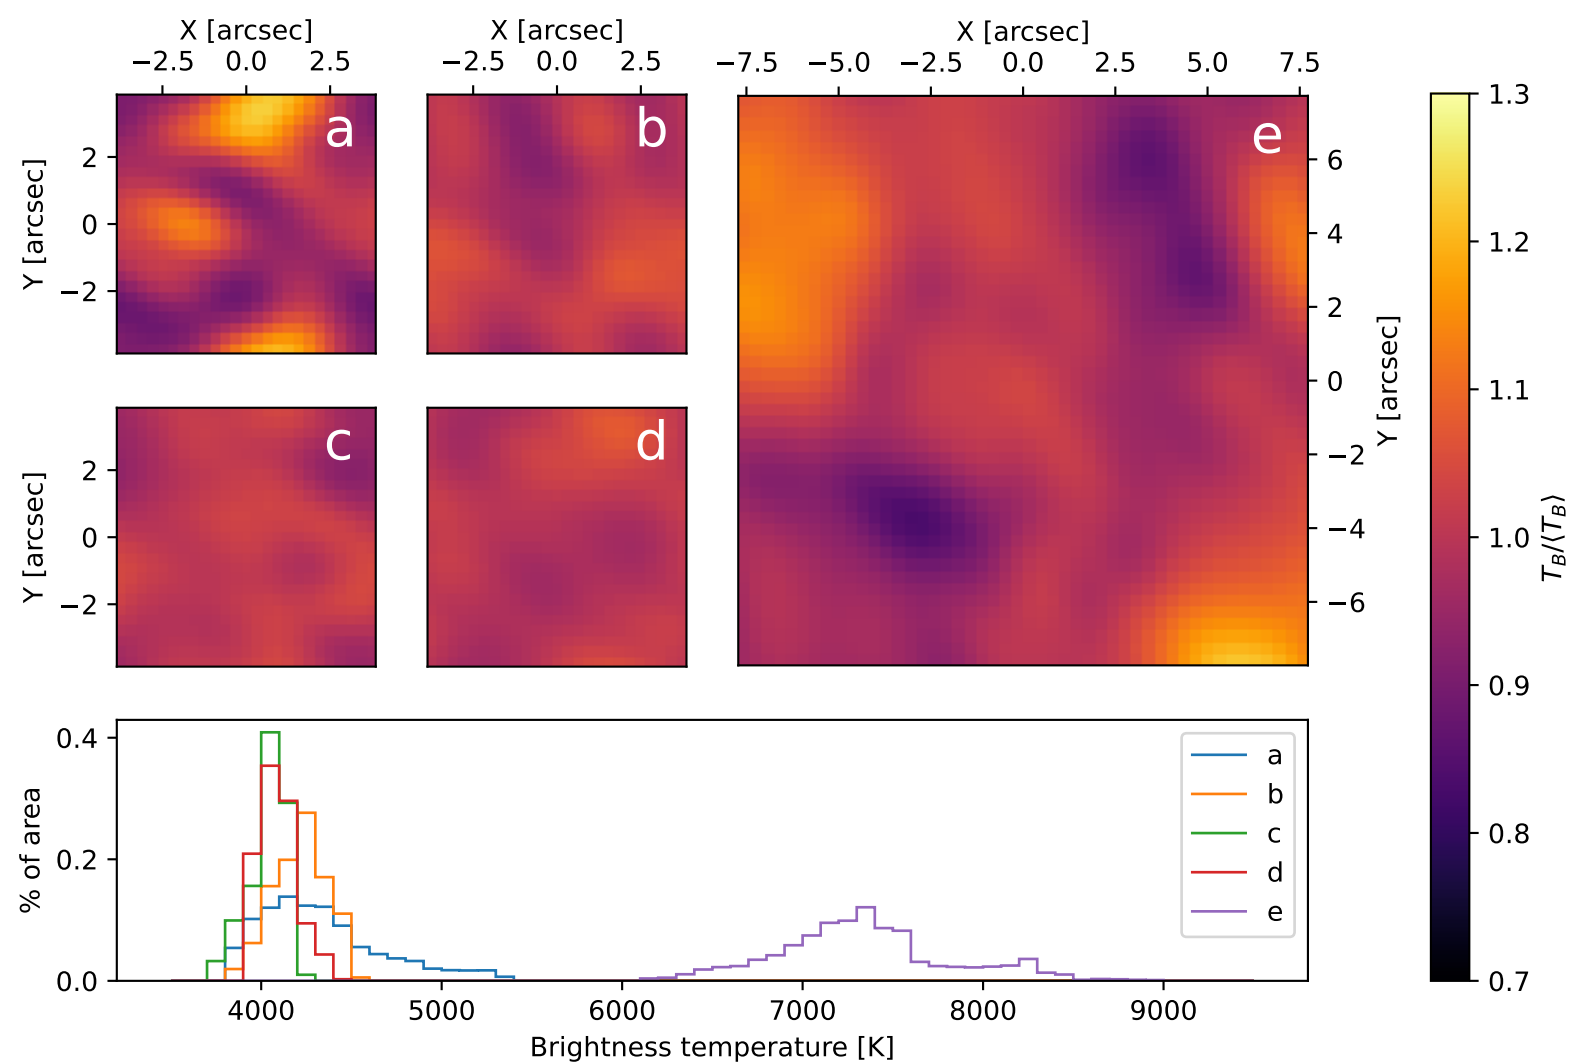 X [arcsec] X [arcsec] X [arcsec]
−2.5 0.0 2.5 −2.5 0.0 2.5 −7.5 −5.0 −2.5 0.0 2.5 5.0 7.5
a b e
Y [arcsec]
2
0
−2
c d
Y [arcsec]
2
0
−2
6
4
2
0
−2
−4
−6
Y [arcsec]
1.3
1.2
1.1
1.0
0.9
0.8
0.7
T_B/⟨T_B⟩
% of area
0.4
0.2
0.0
a
b
c
d
e
4000 5000 6000 7000 8000 9000
Brightness temperature [K]